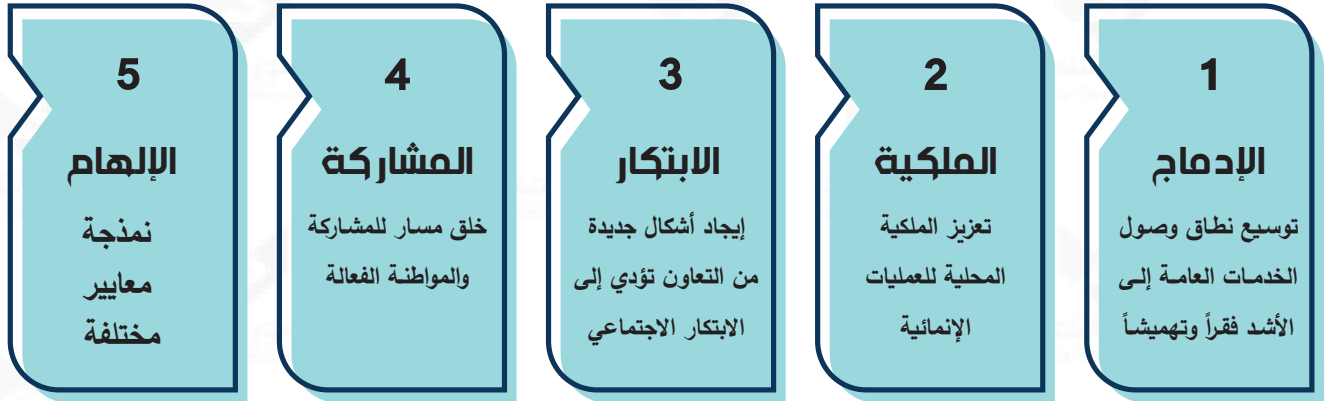 1
الإدماج
توسيع نطاق وصول
الخدمات العامة إلى
الأشد فقراً وتهميشاً
2
الملكية
تعزيز الملكية
المحلية للعمليات
الإنمائية
3
الابتكار
إيجاد أشكال جديدة
من التعاون تؤدي إلى
الابتكار الاجتماعي
4
المشاركة
خلق مسار للمشاركة
والمواطنة الفعالة
5
الإلهام
نمذجة
معايير
مختلفة